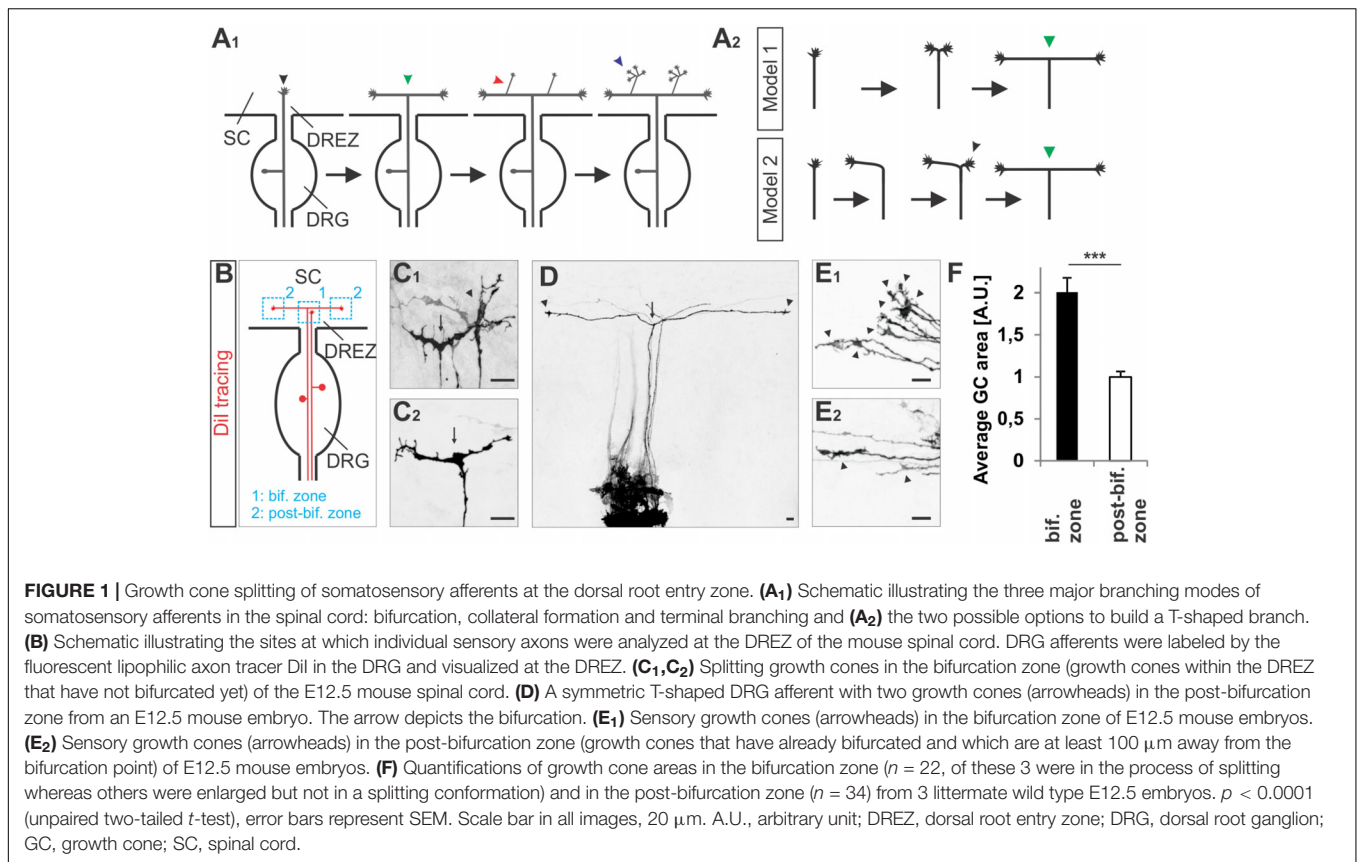 A1
SC
DREZ
DRG
A2
Model 1
Model 2
B
DiI tracing
SC
2 1 2
DREZ
DRG
1: bif. zone
2: post-bif. zone
C1
C2
D
E1
E2
F
***
Average GC area [A.U.]
2
1,5
1
0,5
0
bif.
zone
post-bif.
zone
FIGURE 1 | Growth cone splitting of somatosensory afferents at the dorsal root entry zone. (A1) Schematic illustrating the three major branching modes of
somatosensory afferents in the spinal cord: bifurcation, collateral formation and terminal branching and (A2) the two possible options to build a T-shaped branch.
(B) Schematic illustrating the sites at which individual sensory axons were analyzed at the DREZ of the mouse spinal cord. DRG afferents were labeled by the
fluorescent lipophilic axon tracer DiI in the DRG and visualized at the DREZ. (C1,C2) Splitting growth cones in the bifurcation zone (growth cones within the DREZ
that have not bifurcated yet) of the E12.5 mouse spinal cord. (D) A symmetric T-shaped DRG afferent with two growth cones (arrowheads) in the post-bifurcation
zone from an E12.5 mouse embryo. The arrow depicts the bifurcation. (E1) Sensory growth cones (arrowheads) in the bifurcation zone of E12.5 mouse embryos.
(E2) Sensory growth cones (arrowheads) in the post-bifurcation zone (growth cones that have already bifurcated and which are at least 100 μm away from the
bifurcation point) of E12.5 mouse embryos. (F) Quantifications of growth cone areas in the bifurcation zone (n = 22, of these 3 were in the process of splitting
whereas others were enlarged but not in a splitting conformation) and in the post-bifurcation zone (n = 34) from 3 littermate wild type E12.5 embryos. p < 0.0001
(unpaired two-tailed t-test), error bars represent SEM. Scale bar in all images, 20 μm. A.U., arbitrary unit; DREZ, dorsal root entry zone; DRG, dorsal root ganglion;
GC, growth cone; SC, spinal cord.